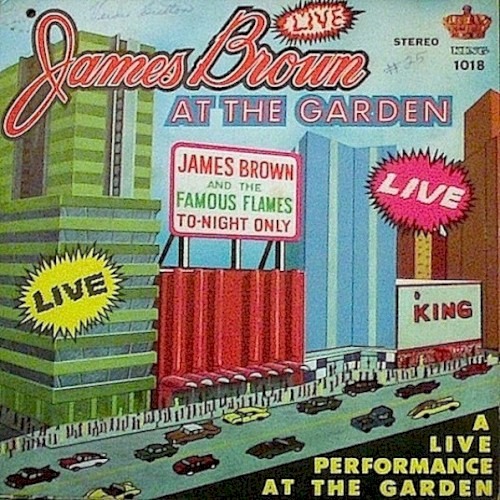 LIVE
James Brown
AT THE GARDEN
STEREO
KING
1018
#25
JAMES BROWN
AND THE
FAMOUS FLAMES
TO-NIGHT ONLY
LIVE
LIVE
KING
A
LIVE
PERFORMANCE
AT THE GARDEN